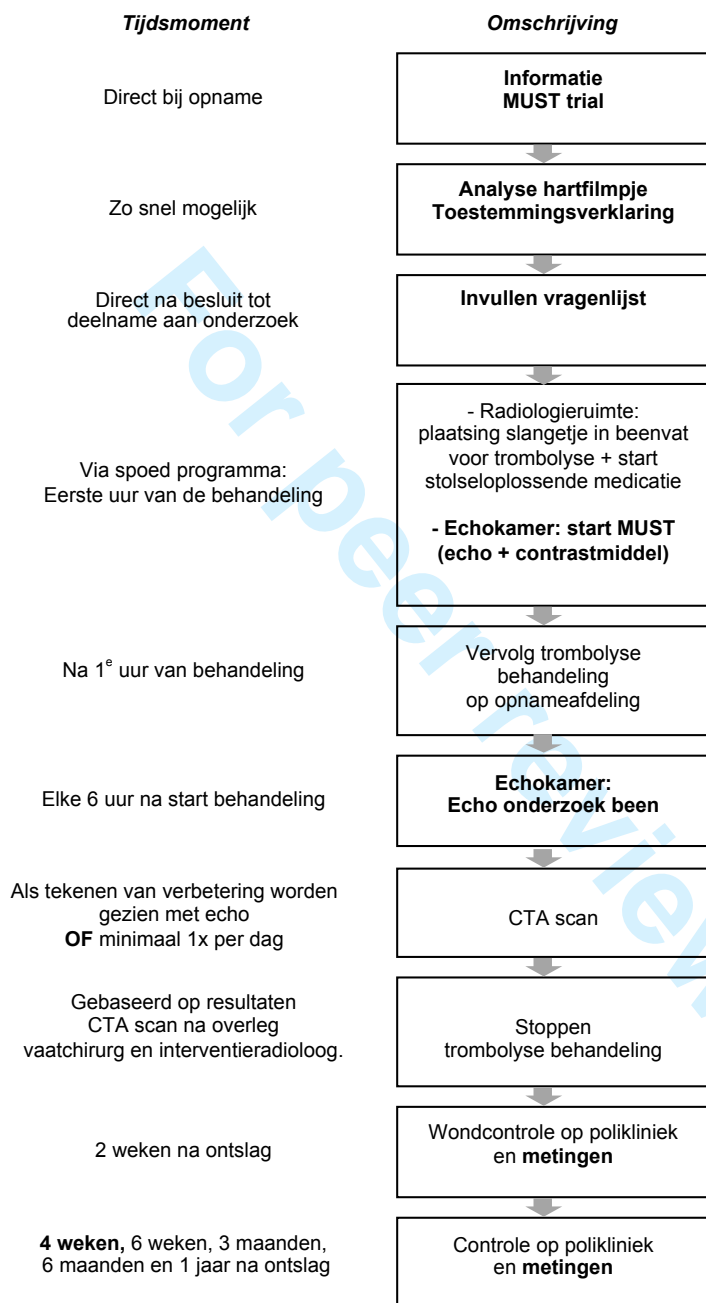 Tijdsmoment
Omschrijving
Direct bij opname
Informatie
MUST trial
Zo snel mogelijk
Analyse hartfilmpje
Toestemmingsverklaring
Direct na besluit tot
deelname aan onderzoek
Invullen vragenlijst
Via spoed programma:
Eerste uur van de behandeling
- Radiologieruimte:
plaatsing slangetje in beenvat
voor trombolyse + start
stolseloplossende medicatie
- Echokamer: start MUST
(echo + contrastmiddel)
Na 1e uur van behandeling
Vervolg trombolyse
behandeling
op opnameafdeling
Elke 6 uur na start behandeling
Echokamer:
Echo onderzoek been
Als tekenen van verbetering worden
gezien met echo
OF minimaal 1x per dag
CTA scan
Gebaseerd op resultaten
CTA scan na overleg
vaatchirurg en interventieradioloog.
Stoppen
trombolyse behandeling
2 weken na ontslag
Wondcontrole op polikliniek
en metingen
4 weken, 6 weken, 3 maanden,
6 maanden en 1 jaar na ontslag
Controle op polikliniek
en metingen
For peer review